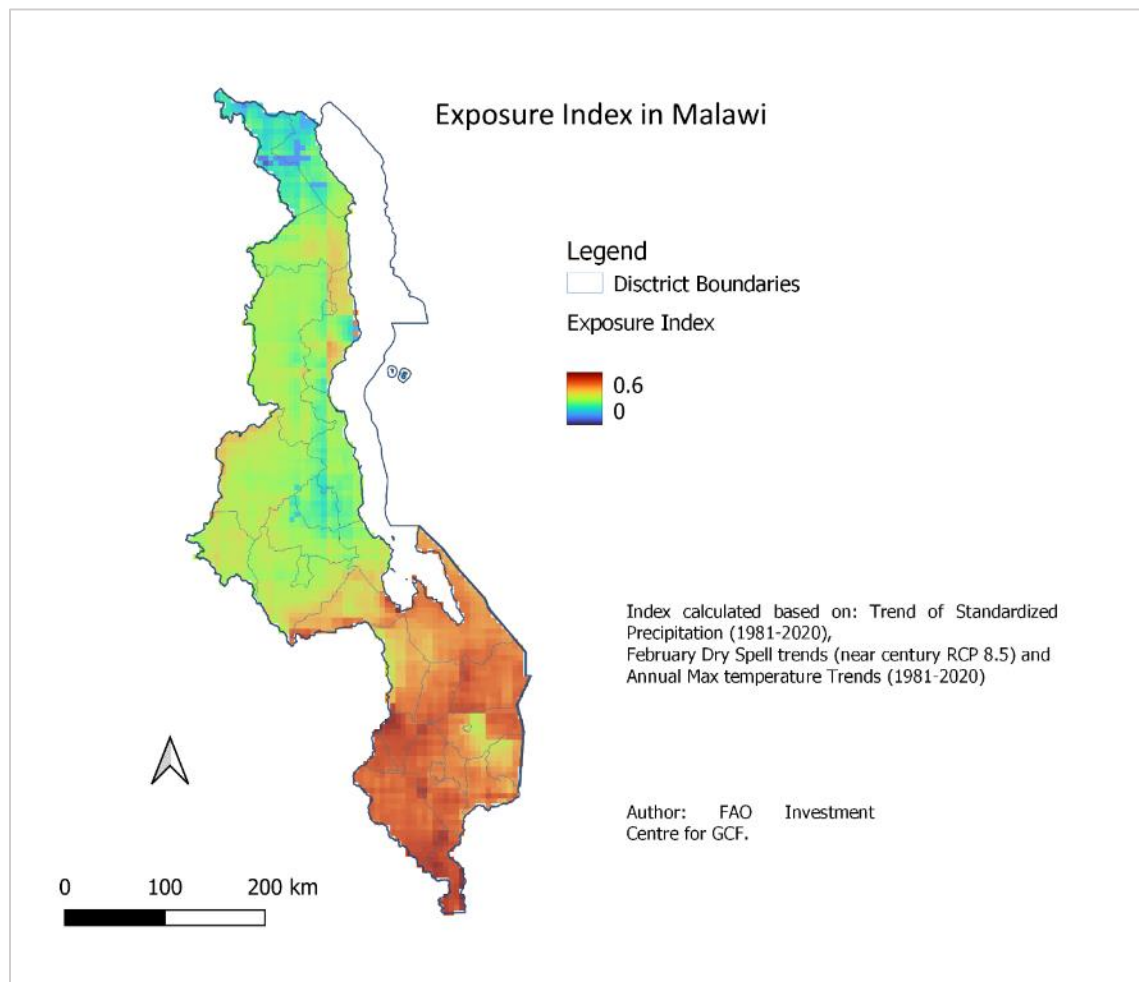 Exposure Index in Malawi
Legend
Disctrict Boundaries
Exposure Index
0.6
0
Index calculated based on: Trend of Standardized
Precipitation (1981-2020),
February Dry Spell trends (near century RCP 8.5) and
Annual Max temperature Trends (1981-2020)
Author: FAO Investment
Centre for GCF.
0 100 200 km